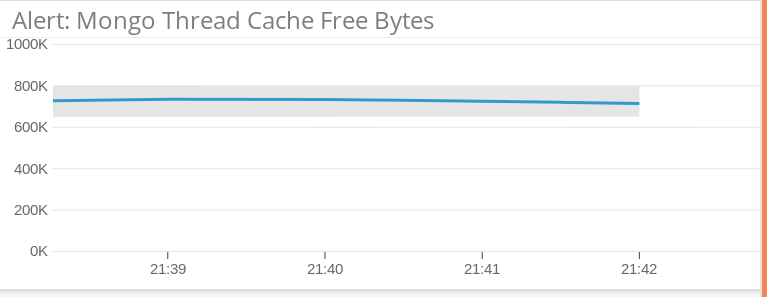 Alert: Mongo Thread Cache Free Bytes
1000K
800K
600K
400K
200K
0K
21:39 21:40 21:41 21:42